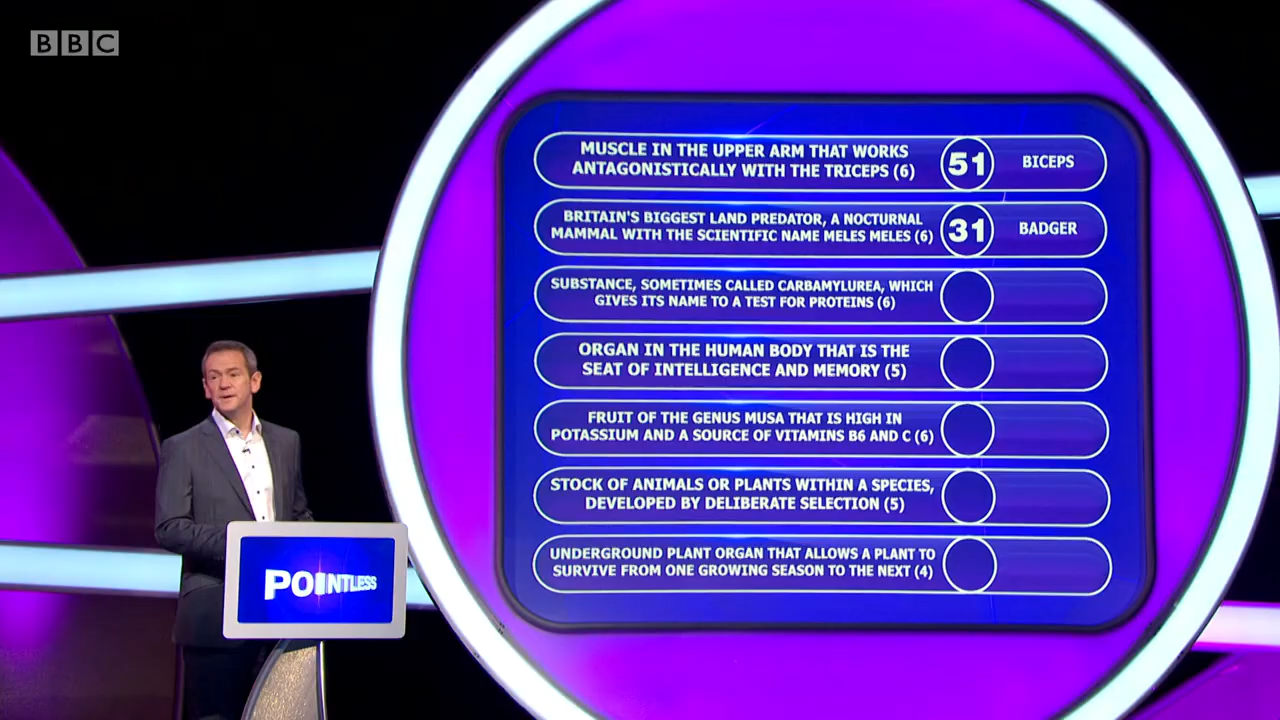 BBC
MUSCLE IN THE UPPER ARM THAT WORKS
ANTAGONISTICALLY WITH THE TRICEPS (6)
51
BICEPS
BRITAIN'S BIGGEST LAND PREDATOR, A NOCTURNAL
MAMMAL WITH THE SCIENTIFIC NAME MELES MELES (6)
31
BADGER
SUBSTANCE, SOMETIMES CALLED CARBAMYLUREA, WHICH
GIVES ITS NAME TO A TEST FOR PROTEINS (6)
ORGAN IN THE HUMAN BODY THAT IS THE
SEAT OF INTELLIGENCE AND MEMORY (5)
FRUIT OF THE GENUS MUSA THAT IS HIGH IN
POTASSIUM AND A SOURCE OF VITAMINS B6 AND C (6)
STOCK OF ANIMALS OR PLANTS WITHIN A SPECIES,
DEVELOPED BY DELIBERATE SELECTION (5)
UNDERGROUND PLANT ORGAN THAT ALLOWS A PLANT TO
SURVIVE FROM ONE GROWING SEASON TO THE NEXT (4)
POINTLESS